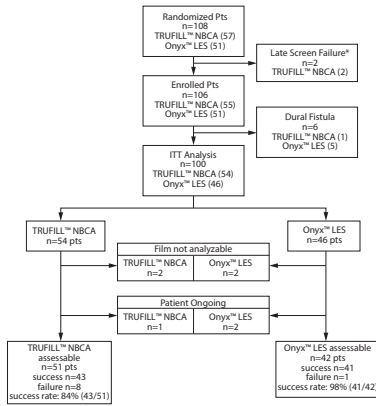 Randomized Pts
n=108
TRUFILL™ NBCA (57)
Onyx™ LES (51)
Late Screen Failure*
n=2
TRUFILL™ NBCA (2)
Enrolled Pts
n=106
TRUFILL™ NBCA (55)
Onyx™ LES (51)
Dural Fistula
n=6
TRUFILL™ NBCA (1)
Onyx™ LES (5)
ITT Analysis
n=100
TRUFILL™ NBCA (54)
Onyx™ LES (46)
TRUFILL™ NBCA
n=54 pts
Onyx™ LES
n=46 pts
Film not analyzable
TRUFILL™ NBCA
n=2
Onyx™ LES
n=2
Patient Ongoing
TRUFILL™ NBCA
n=1
Onyx™ LES
n=2
TRUFILL™ NBCA
assessable
n=51 pts
success n=43
failure n=8
success rate: 84% (43/51)
Onyx™ LES assessable
n=42 pts
success n=41
failure n=1
success rate: 98% (41/42)